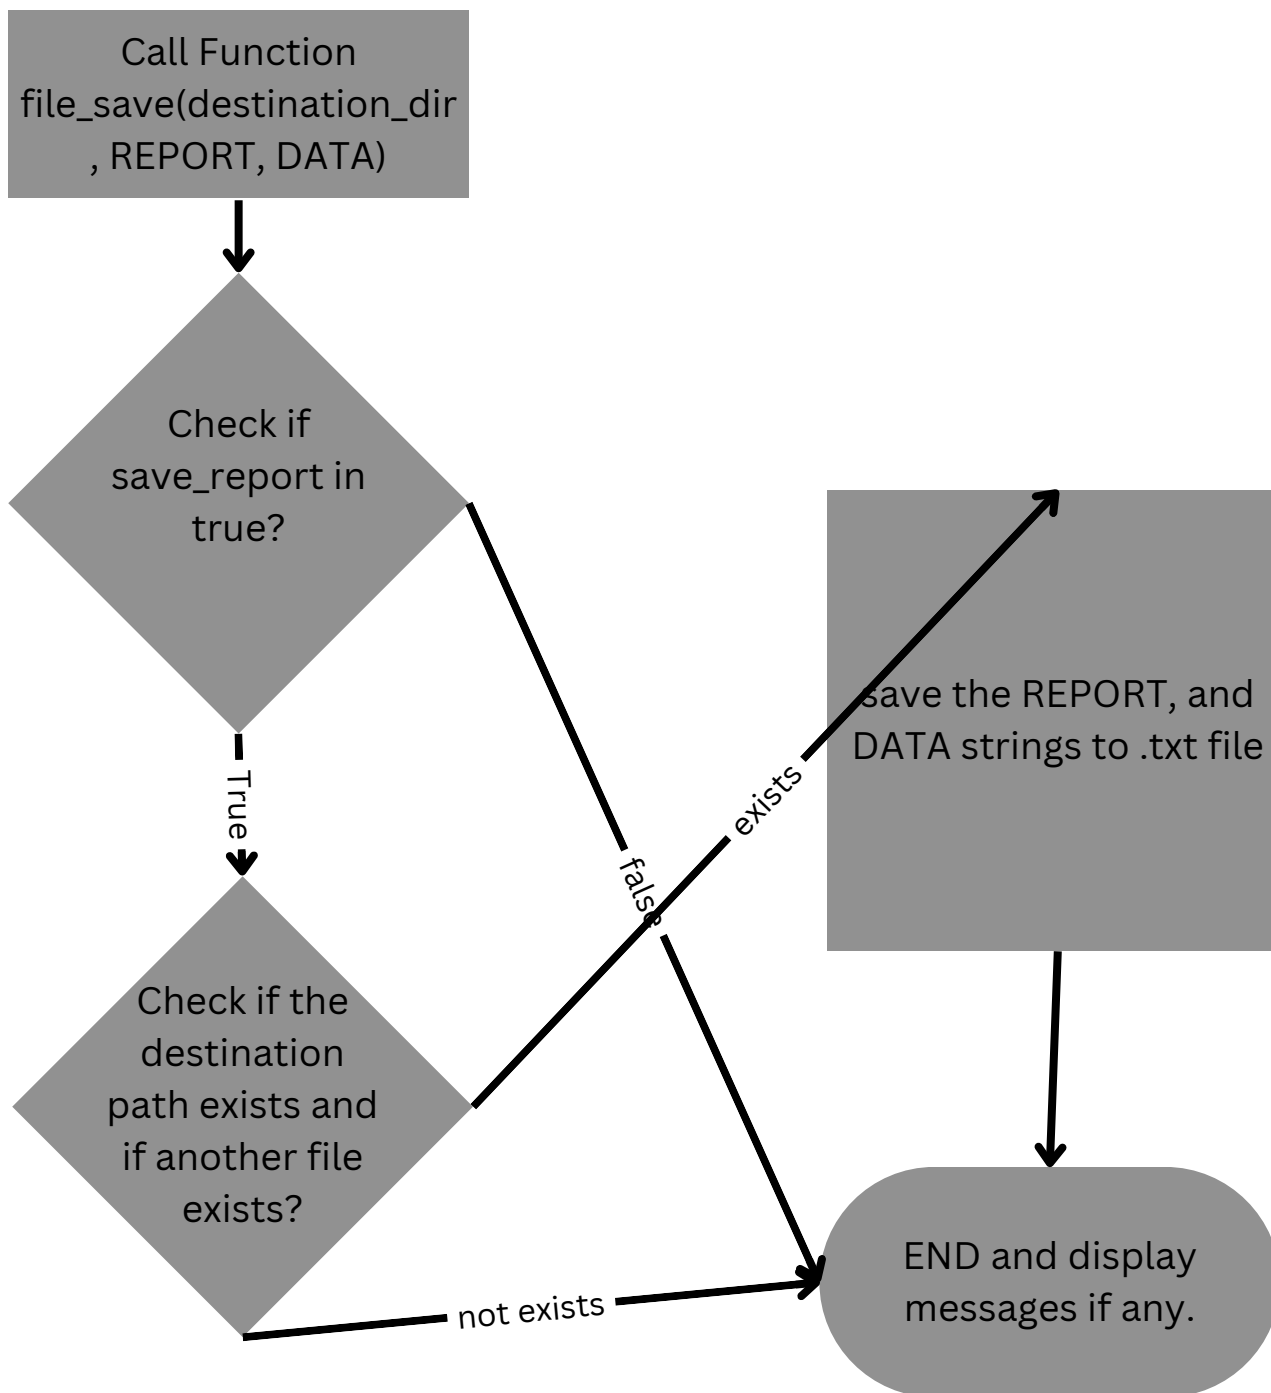 Call Function
file_save(destination_dir
, REPORT, DATA)
Check if
save_report in
true?
True
false
exists
save the REPORT, and
DATA strings to .txt file
Check if the
destination
path exists and
if another file
exists?
not exists
END and display
messages if any.